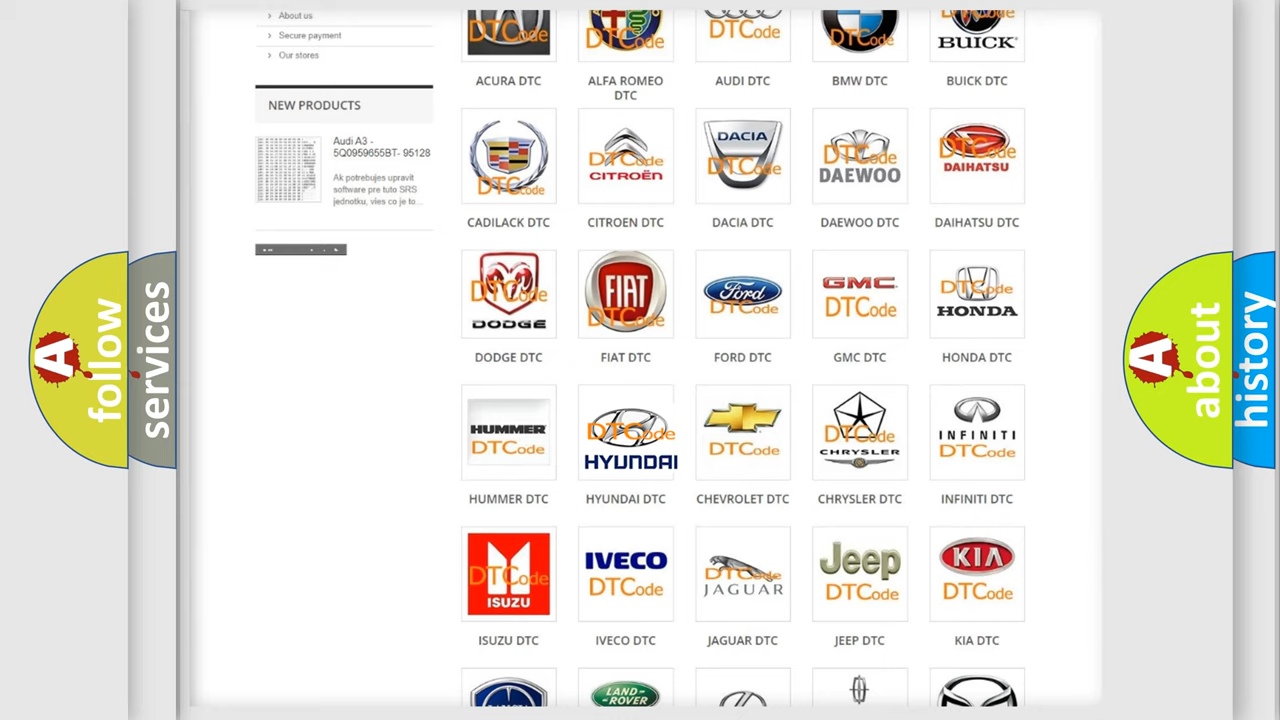 About us
Secure payment
Our stores
NEW PRODUCTS
Audi A3 -
5Q0959655BT- 95128
Ak potrebujes upravit
software pre tuto SRS
jednotku, vies co je to...
DTCode
DTCode
DTCode
DTCode
BUICK
ACURA DTC
ALFA ROMEO
DTC
AUDI DTC
BMW DTC
BUICK DTC
DTCode
DTCode
CITROËN
DACIA
DTCode
DTCode
DAEWOO
DTCode
DAIHATSU
CADILACK DTC
CITROEN DTC
DACIA DTC
DAEWOO DTC
DAIHATSU DTC
DTCode
DODGE
FIAT
DTCode
Ford
DTCode
GMC
DTCode
DTCode
HONDA
DODGE DTC
FIAT DTC
FORD DTC
GMC DTC
HONDA DTC
HUMMER
DTCode
DTCode
HYUNDAI
DTCode
DTCode
CHRYSLER
INFINITI
DTCode
HUMMER DTC
HYUNDAI DTC
CHEVROLET DTC
CHRYSLER DTC
INFINITI DTC
DTCode
ISUZU
IVECO
DTCode
DTCode
JAGUAR
Jeep
DTCode
KIA
DTCode
ISUZU DTC
IVECO DTC
JAGUAR DTC
JEEP DTC
KIA DTC
LAND-
ROVER
A follow
services
A about
history